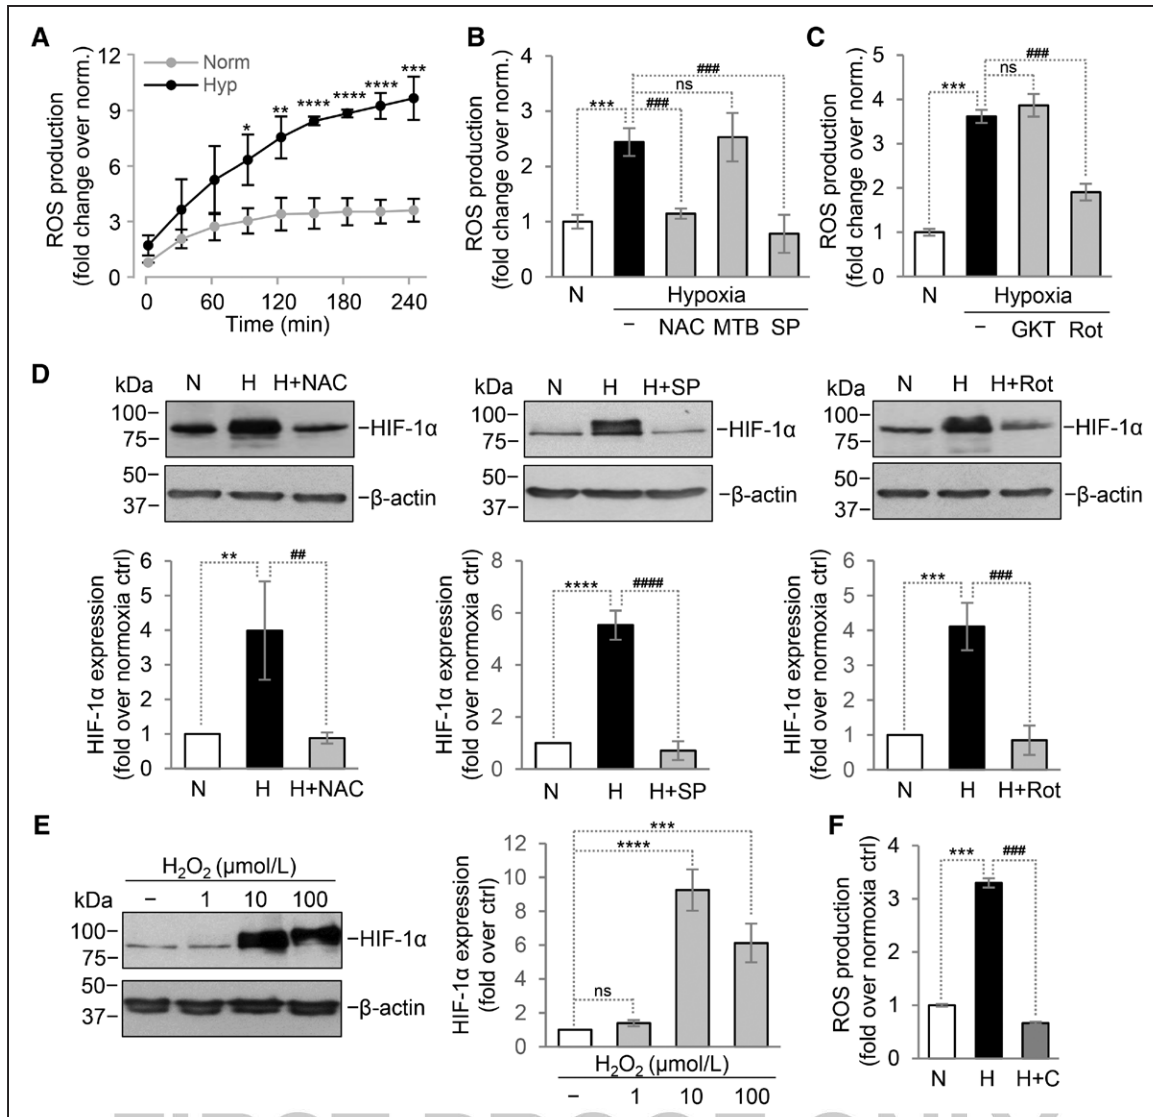 A
ROS production
(fold change over norm.)
12
9
6
3
0
Norm
Hyp
* ** **** **** **** ***
0 60 120 180 240
Time (min)
B
ROS production
(fold change over norm.)
4
3
2
1
0
###
ns
*** ###
N Hypoxia
– NAC MTB SP
C
ROS production
(fold change over norm.)
5
4
3
2
1
0
###
ns
***
N Hypoxia
– GKT Rot
D
kDa N H H+NAC
100–
75–
–HIF-1α
50–
37–
–β-actin
kDa N H H+SP
100–
75–
–HIF-1α
50–
37–
–β-actin
kDa N H H+Rot
100–
75–
–HIF-1α
50–
37–
–β-actin
HIF-1α expression
(fold over normoxia ctrl)
6
5
4
3
2
1
0
** ##
N H H+NAC
HIF-1α expression
(fold over normoxia ctrl)
8
6
4
2
0
**** ####
N H H+SP
HIF-1α expression
(fold over normoxia ctrl)
6
5
4
3
2
1
0
*** ###
N H H+Rot
E
H₂O₂ (µmol/L)
kDa – 1 10 100
100–
75–
–HIF-1α
50–
37–
–β-actin
HIF-1α expression
(fold over ctrl)
12
10
8
6
4
2
0
***
****
ns
H₂O₂ (µmol/L)
– 1 10 100
F
ROS production
(fold over normoxia ctrl)
4
3
2
1
0
*** ###
N H H+C